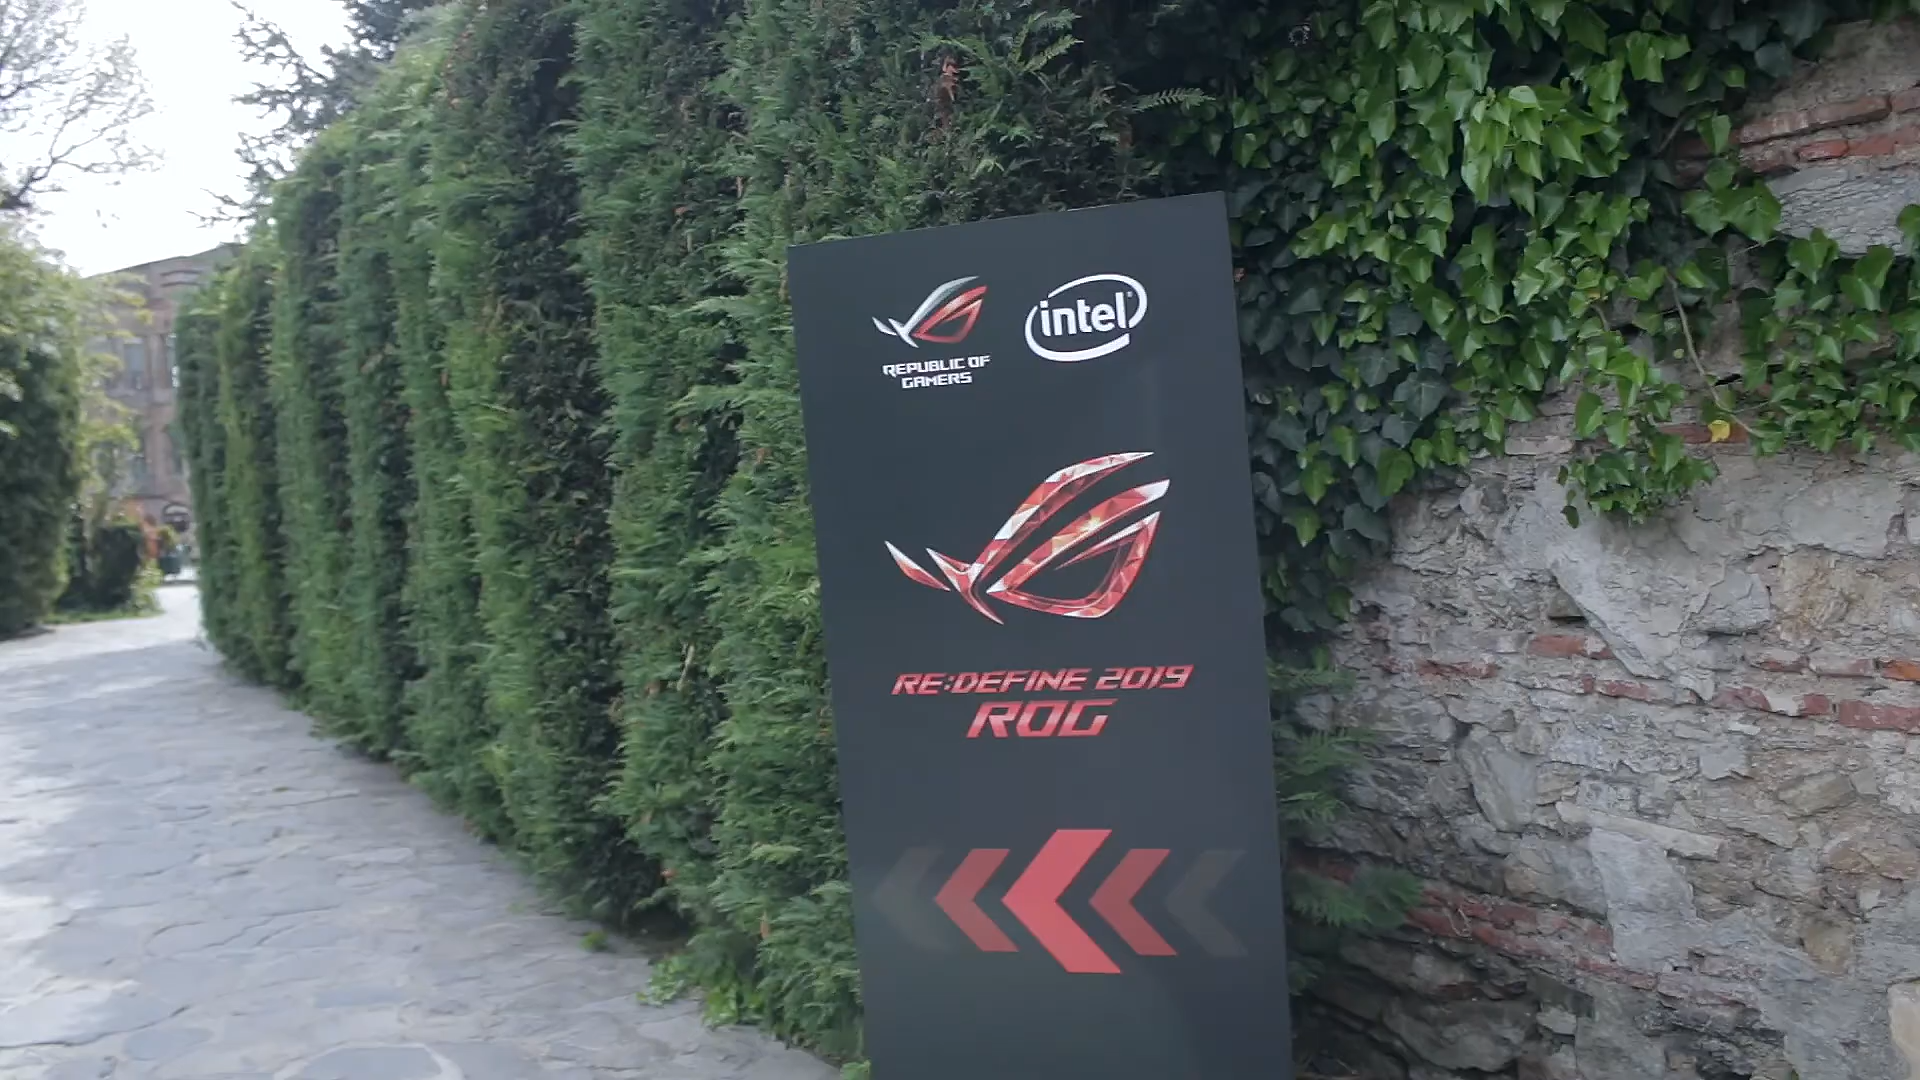 REPUBLIC OF
GAMERS
intel
RE:DEFINE 2019
ROG